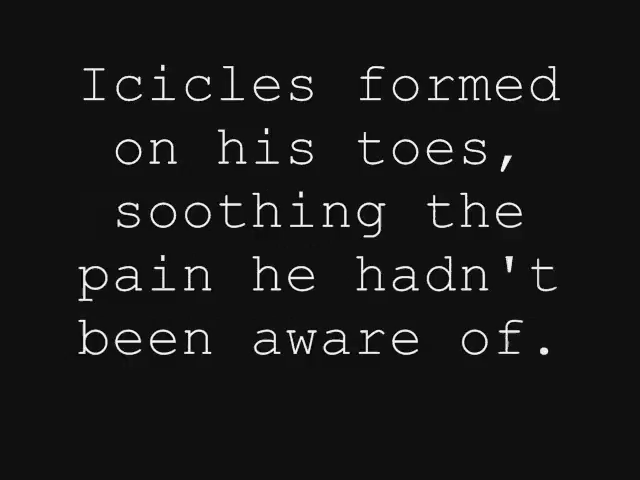 Icicles formed
on his toes,
soothing the
pain he hadn't
been aware of.